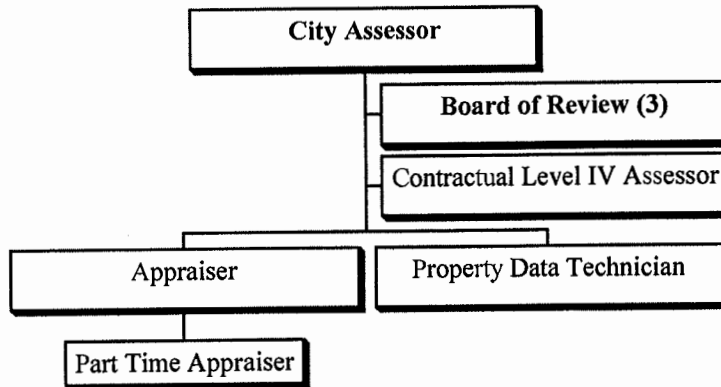 City Assessor
Board of Review (3)
Contractual Level IV Assessor
Appraiser
Property Data Technician
Part Time Appraiser